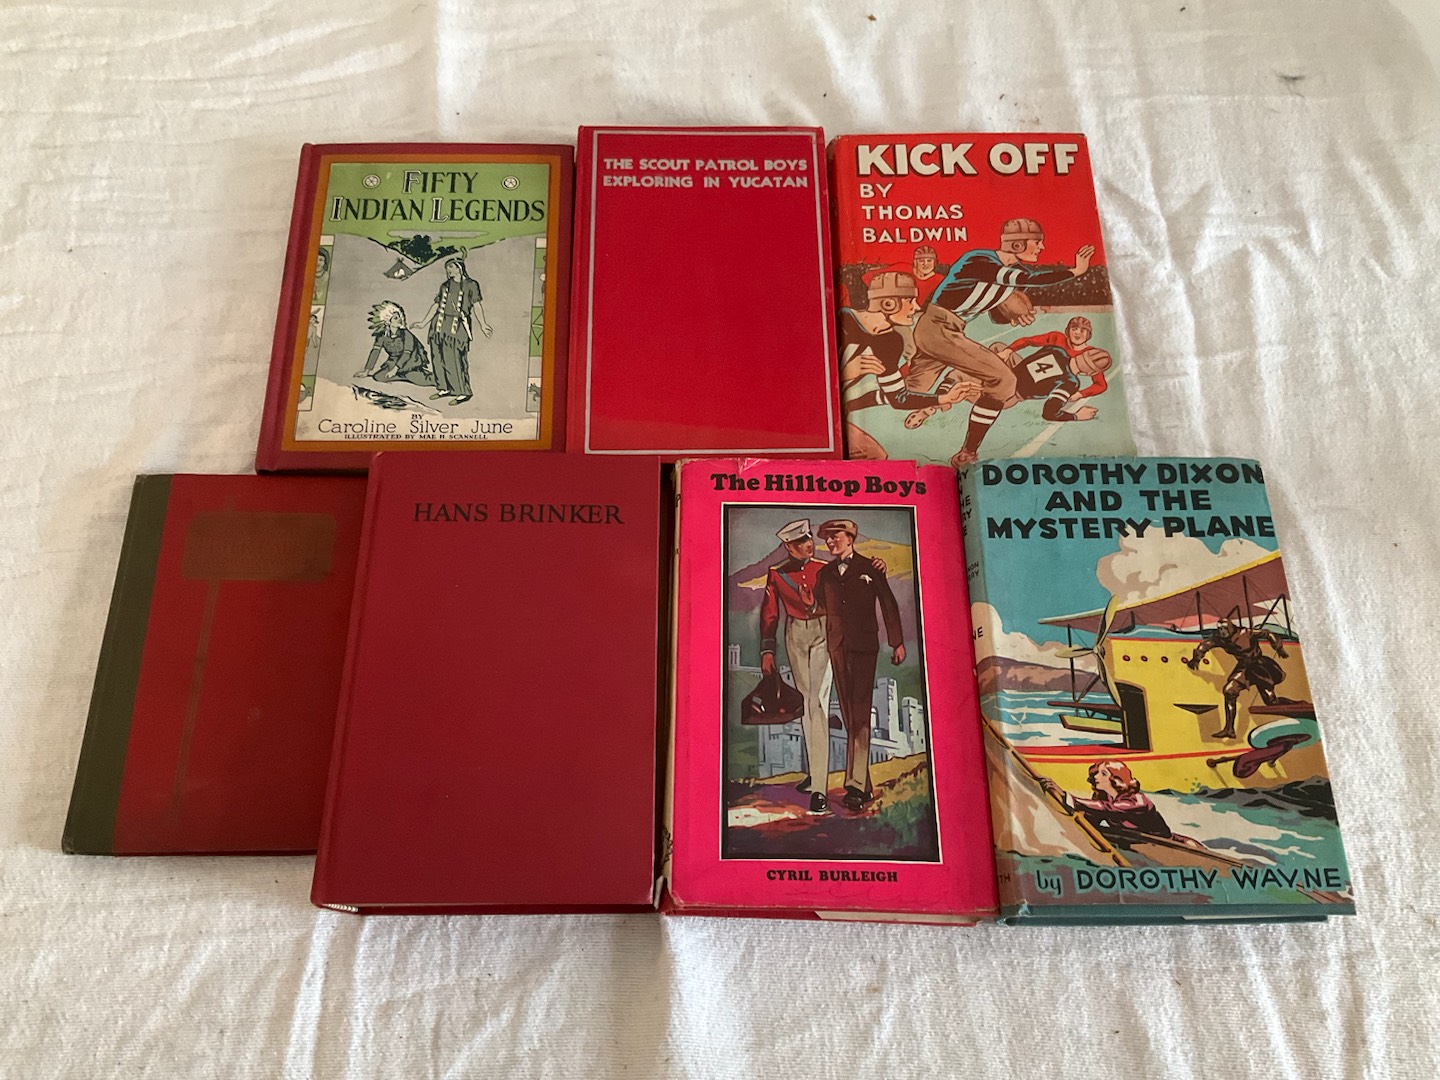 FIFTY
INDIAN LEGENDS
BY
Caroline Silver June
ILLUSTRATED BY MAE H. SCANNELL
THE SCOUT PATROL BOYS
EXPLORING IN YUCATAN
KICK OFF
BY
THOMAS
BALDWIN
4
HANS BRINKER
The Hilltop Boys
CYRIL BURLEIGH
DOROTHY DIXON
AND THE
MYSTERY PLANE
by DOROTHY WAYNE